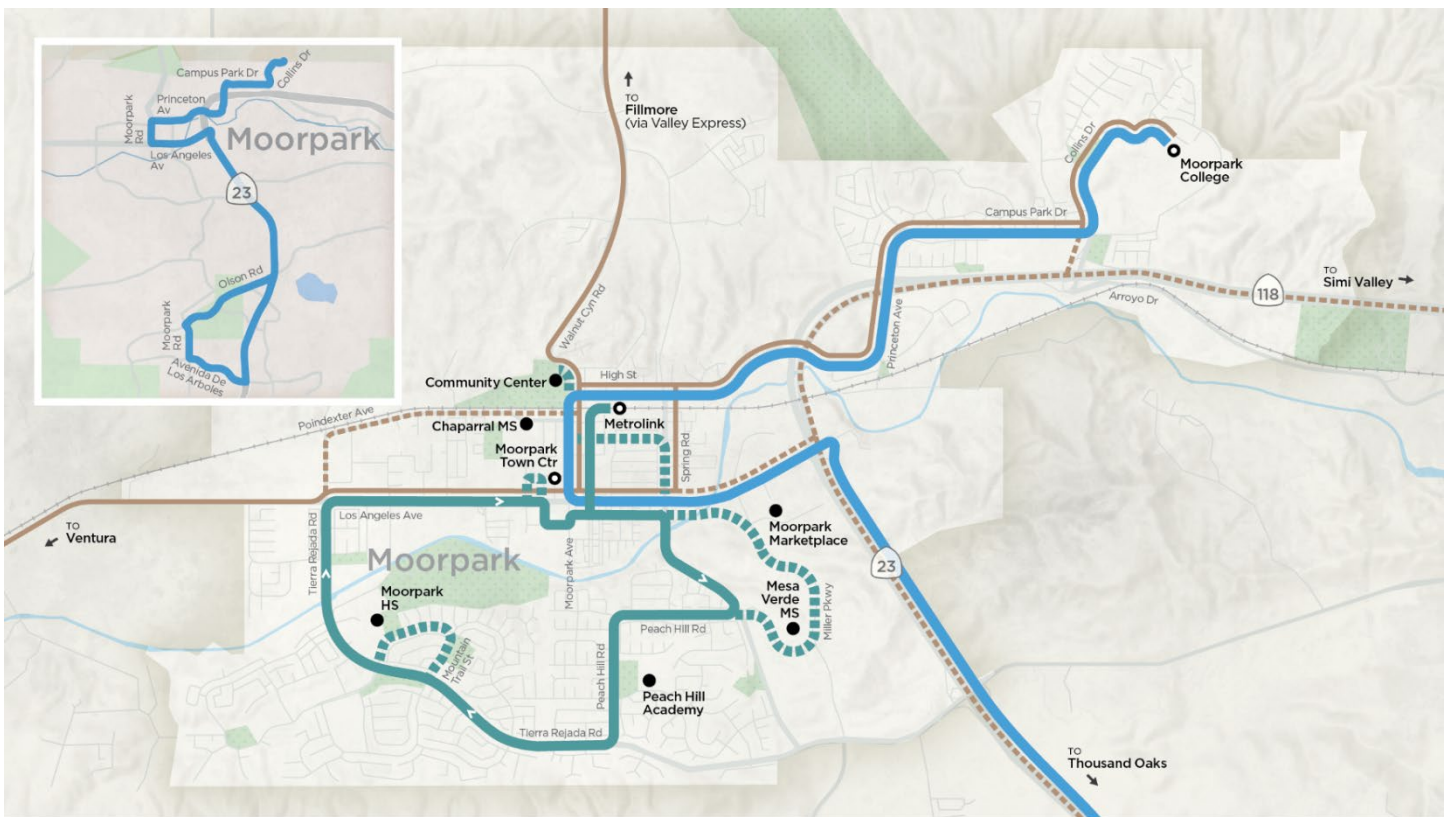 Campus Park Dr
Collins Dr
Princeton
Av
Moorpark
Rd
Moorpark
Los Angeles
Av
23
Olson Rd
Moorpark
Rd
Avenida De
Los Arboles
TO
Fillmore
(via Valley Express)
Collins Dr
Moorpark
College
Campus Park Dr
TO
Simi Valley
118
Arroyo Dr
Walnut Cyn Rd
Princeton Ave
High St
Community Center
Poindexter Ave
Chaparral MS
Metrolink
Moorpark
Town Ctr
Spring Rd
TO
Ventura
Los Angeles Ave
Tierra Rejada Rd
Moorpark
Moorpark Ave
Moorpark
Marketplace
23
Moorpark
HS
Mesa
Verde
MS
Miller Pkwy
Mountain
Trail St
Peach Hill Rd
Peach Hill Rd
Peach Hill
Academy
Tierra Rejada Rd
TO
Thousand Oaks